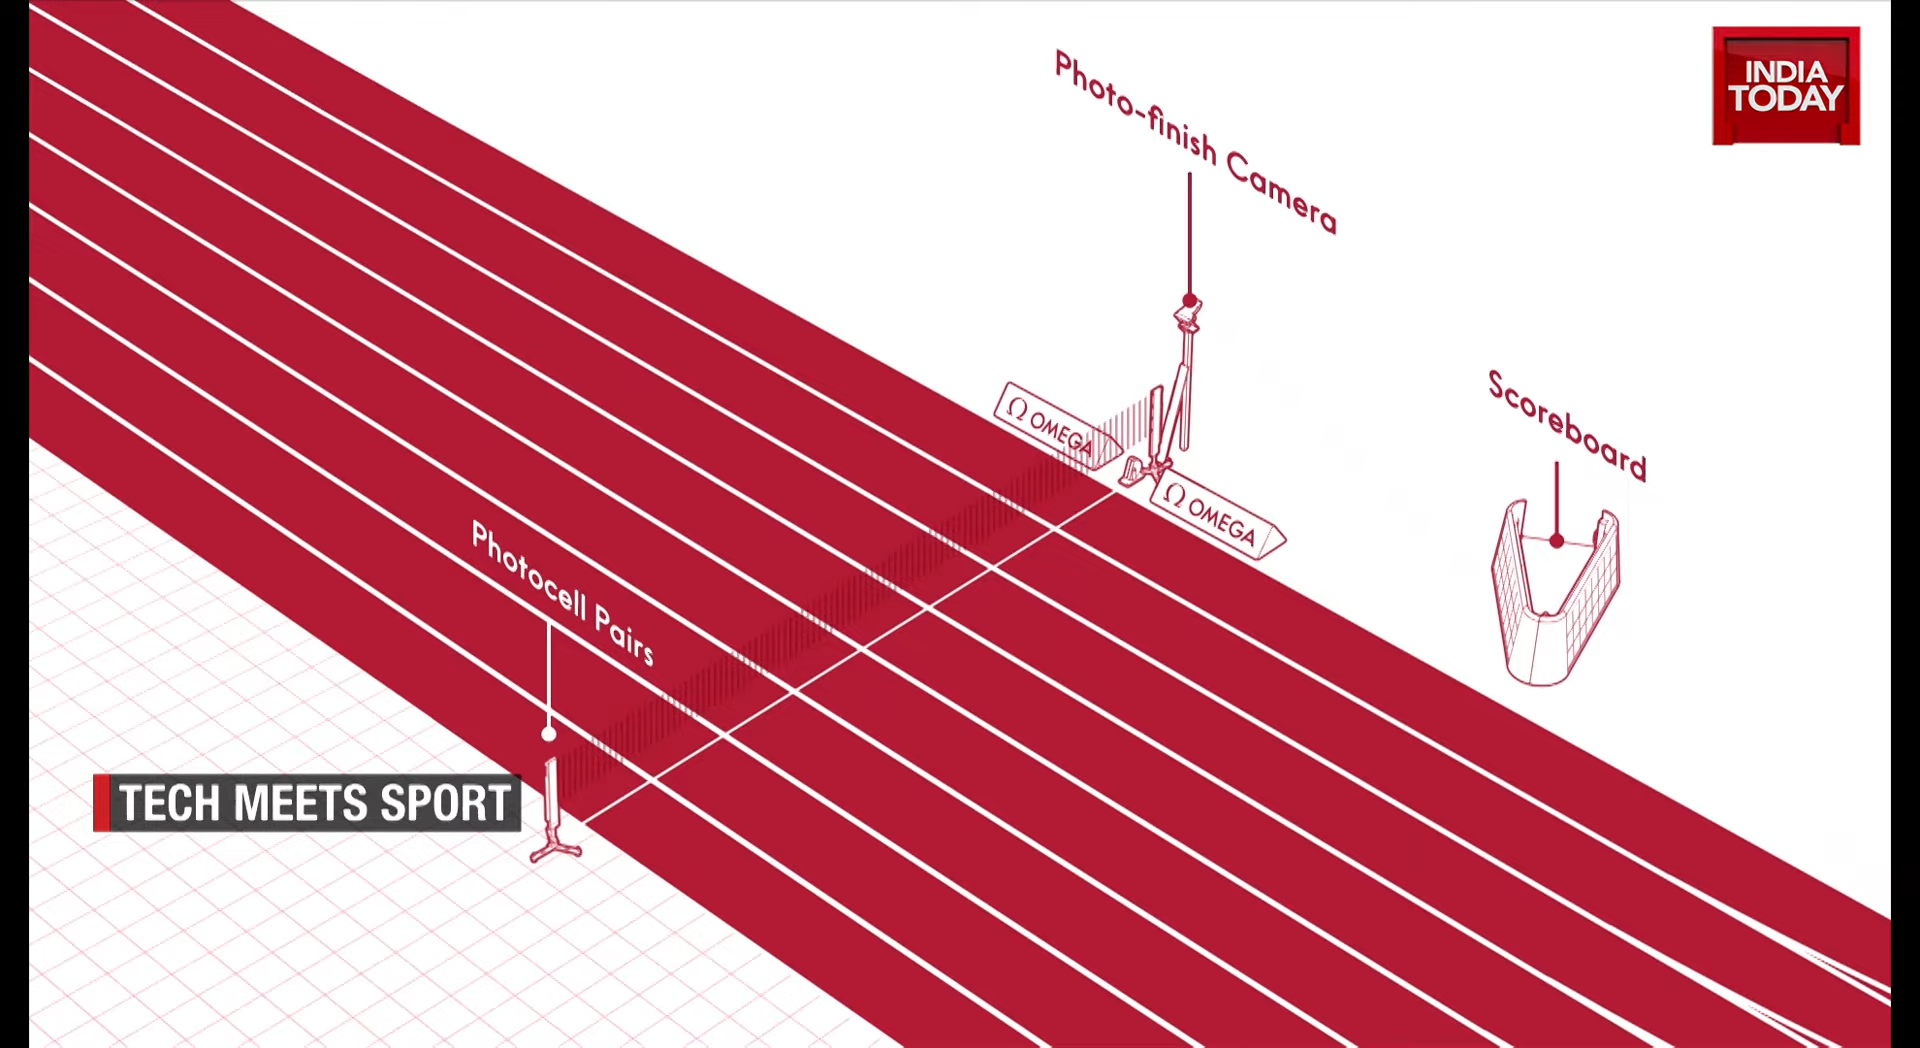 INDIA
TODAY
Photo-finish Camera
Scoreboard
Ω OMEGA
Ω OMEGA
Photocell Pairs
TECH MEETS SPORT